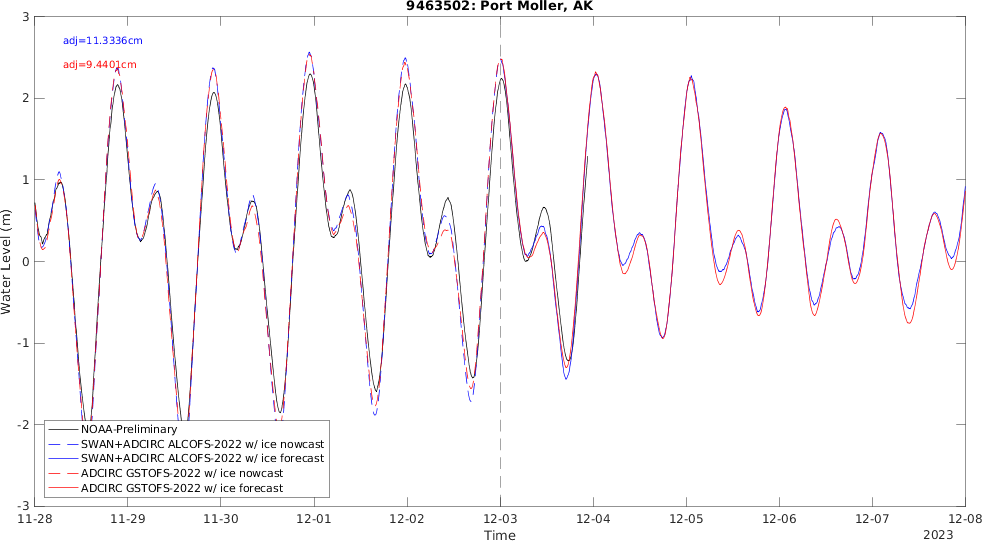 9463502: Port Moller, AK
adj=11.3336cm
adj=9.4401cm
Water Level (m)
3
2
1
0
-1
-2
-3
NOAA-Preliminary
SWAN+ADCIRC ALCOFS-2022 w/ ice nowcast
SWAN+ADCIRC ALCOFS-2022 w/ ice forecast
ADCIRC GSTOFS-2022 w/ ice nowcast
ADCIRC GSTOFS-2022 w/ ice forecast
11-28 11-29 11-30 12-01 12-02 12-03 12-04 12-05 12-06 12-07 12-08
Time
2023